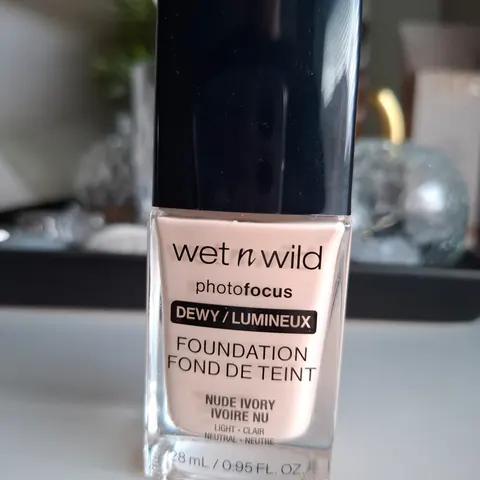 wet n wild
photofocus
DEWY / LUMINEUX
FOUNDATION
FOND DE TEINT
NUDE IVORY
IVOIRE NU
LIGHT • CLAIR
NEUTRAL • NEUTRE
28 mL / 0.95 FL. OZ.